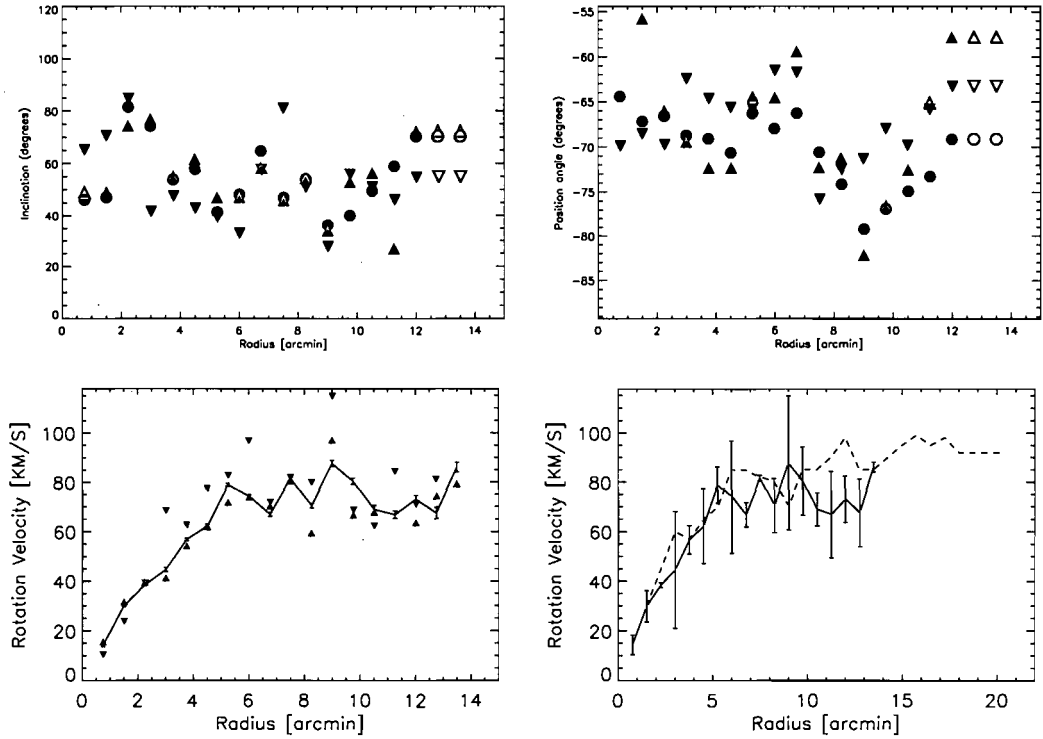 120
100
80
60
40
20
0
Inclination (degrees)
0 2 4 6 8 10 12 14
Radius [arcmin]
-55
-60
-65
-70
-75
-80
-85
Position angle (degrees)
0 2 4 6 8 10 12 14
Radius [arcmin]
100
80
60
40
20
0
Rotation Velocity [KM/S]
0 2 4 6 8 10 12 14
Radius [arcmin]
100
80
60
40
20
0
Rotation Velocity [KM/S]
0 5 10 15 20
Radius [arcmin]